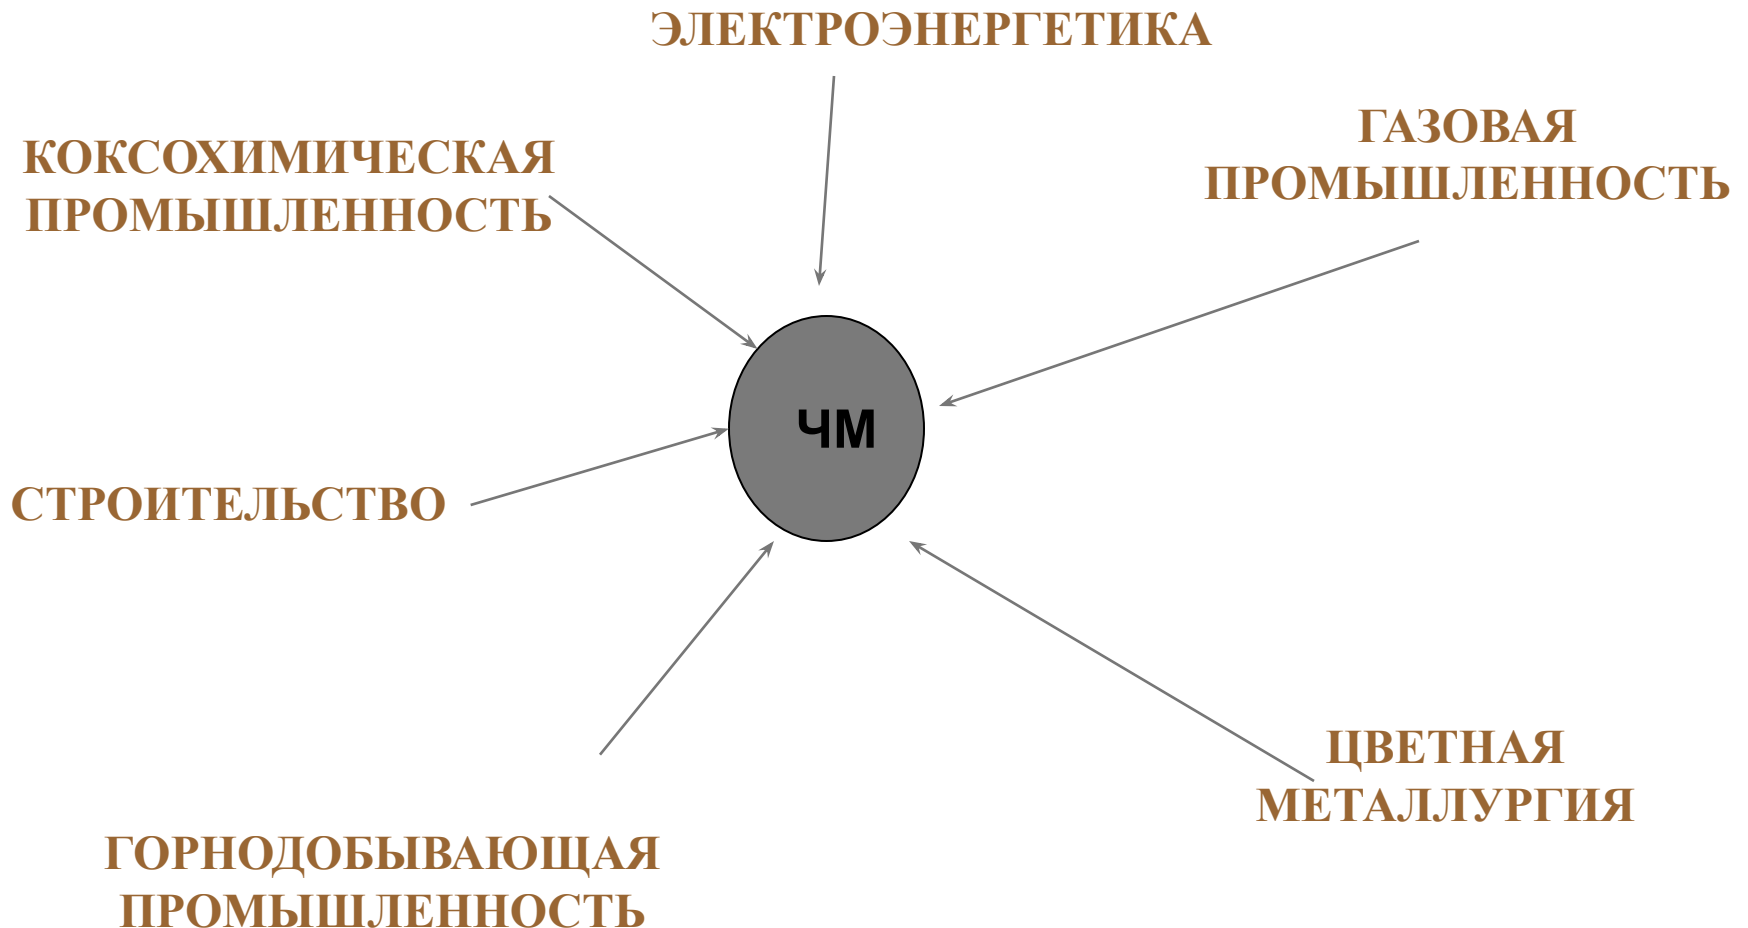 ЭЛЕКТРОЭНЕРГЕТИКА
ГАЗОВАЯ
ПРОМЫШЛЕННОСТЬ
КОКСОХИМИЧЕСКАЯ
ПРОМЫШЛЕННОСТЬ
ЧМ
СТРОИТЕЛЬСТВО
ЦВЕТНАЯ
МЕТАЛЛУРГИЯ
ГОРНОДОБЫВАЮЩАЯ
ПРОМЫШЛЕННОСТЬ